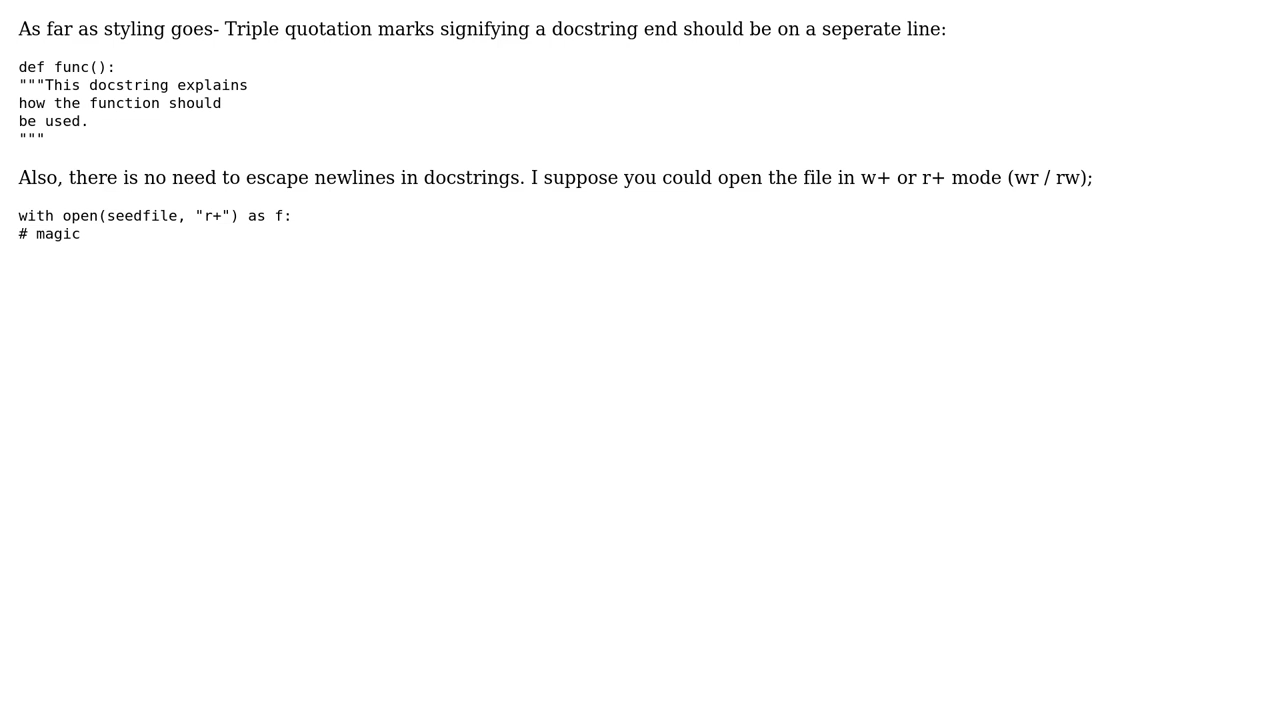 As far as styling goes- Triple quotation marks signifying a docstring end should be on a seperate line:
def func():
"""This docstring explains
how the function should
be used.
"""
Also, there is no need to escape newlines in docstrings. I suppose you could open the file in w+ or r+ mode (wr / rw);
with open(seedfile, "r+") as f:
# magic